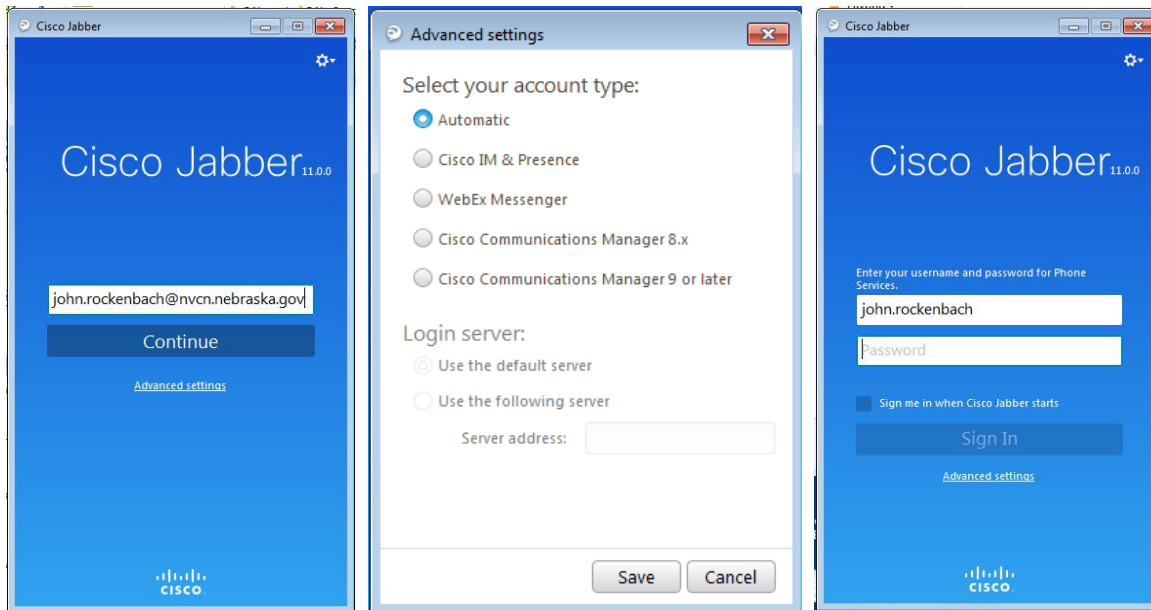 Cisco Jabber
Cisco Jabber 11.0.0
john.rockenbach@nvcn.nebraska.gov
Continue
Advanced settings
CISCO
Advanced settings
Select your account type:
Automatic
Cisco IM & Presence
WebEx Messenger
Cisco Communications Manager 8.x
Cisco Communications Manager 9 or later
Login server:
Use the default server
Use the following server
Server address:
Save Cancel
Cisco Jabber
Cisco Jabber 11.0.0
Enter your username and password for Phone
Services.
john.rockenbach
Password
Sign me in when Cisco Jabber starts
Sign In
Advanced settings
CISCO